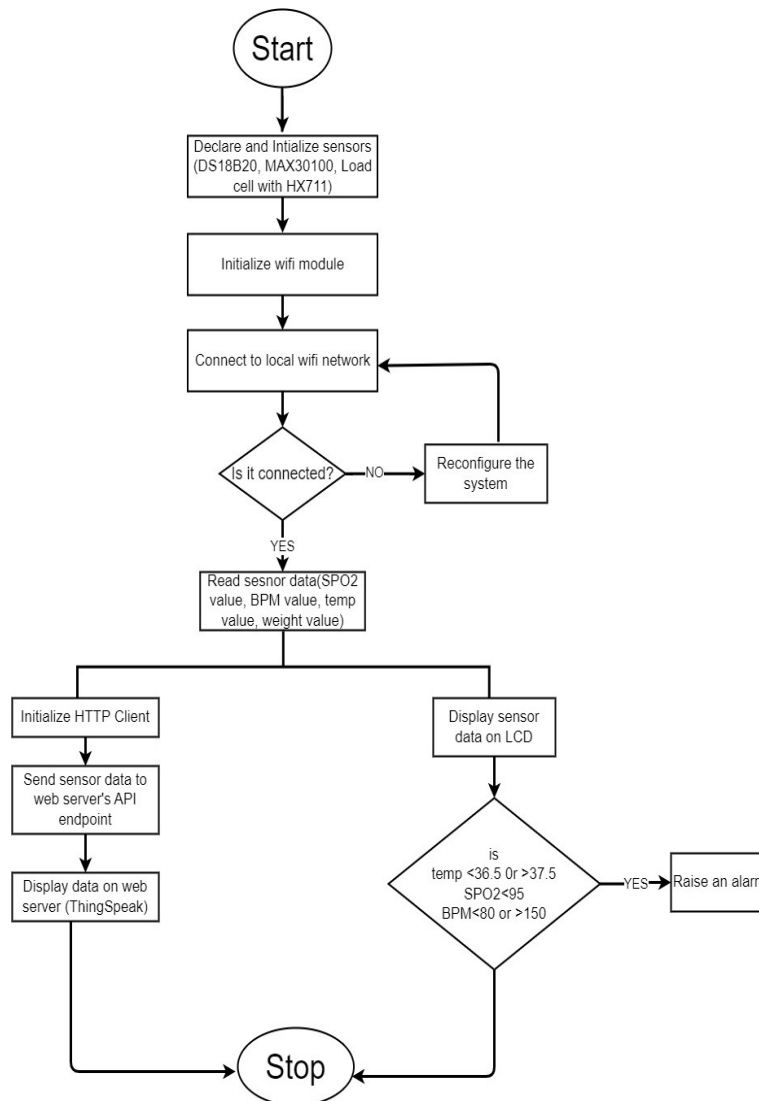 Start
Declare and Intialize sensors
(DS18B20, MAX30100, Load
cell with HX711)
Initialize wifi module
Connect to local wifi network
Is it connected?
NO
Reconfigure the
system
YES
Read sesnor data(SPO2
value, BPM value, temp
value, weight value)
Initialize HTTP Client
Send sensor data to
web server's API
endpoint
Display data on web
server (ThingSpeak)
Display sensor
data on LCD
is
temp <36.5 0r >37.5
SPO2<95
BPM<80 or >150
YES
Raise an alarm
Stop